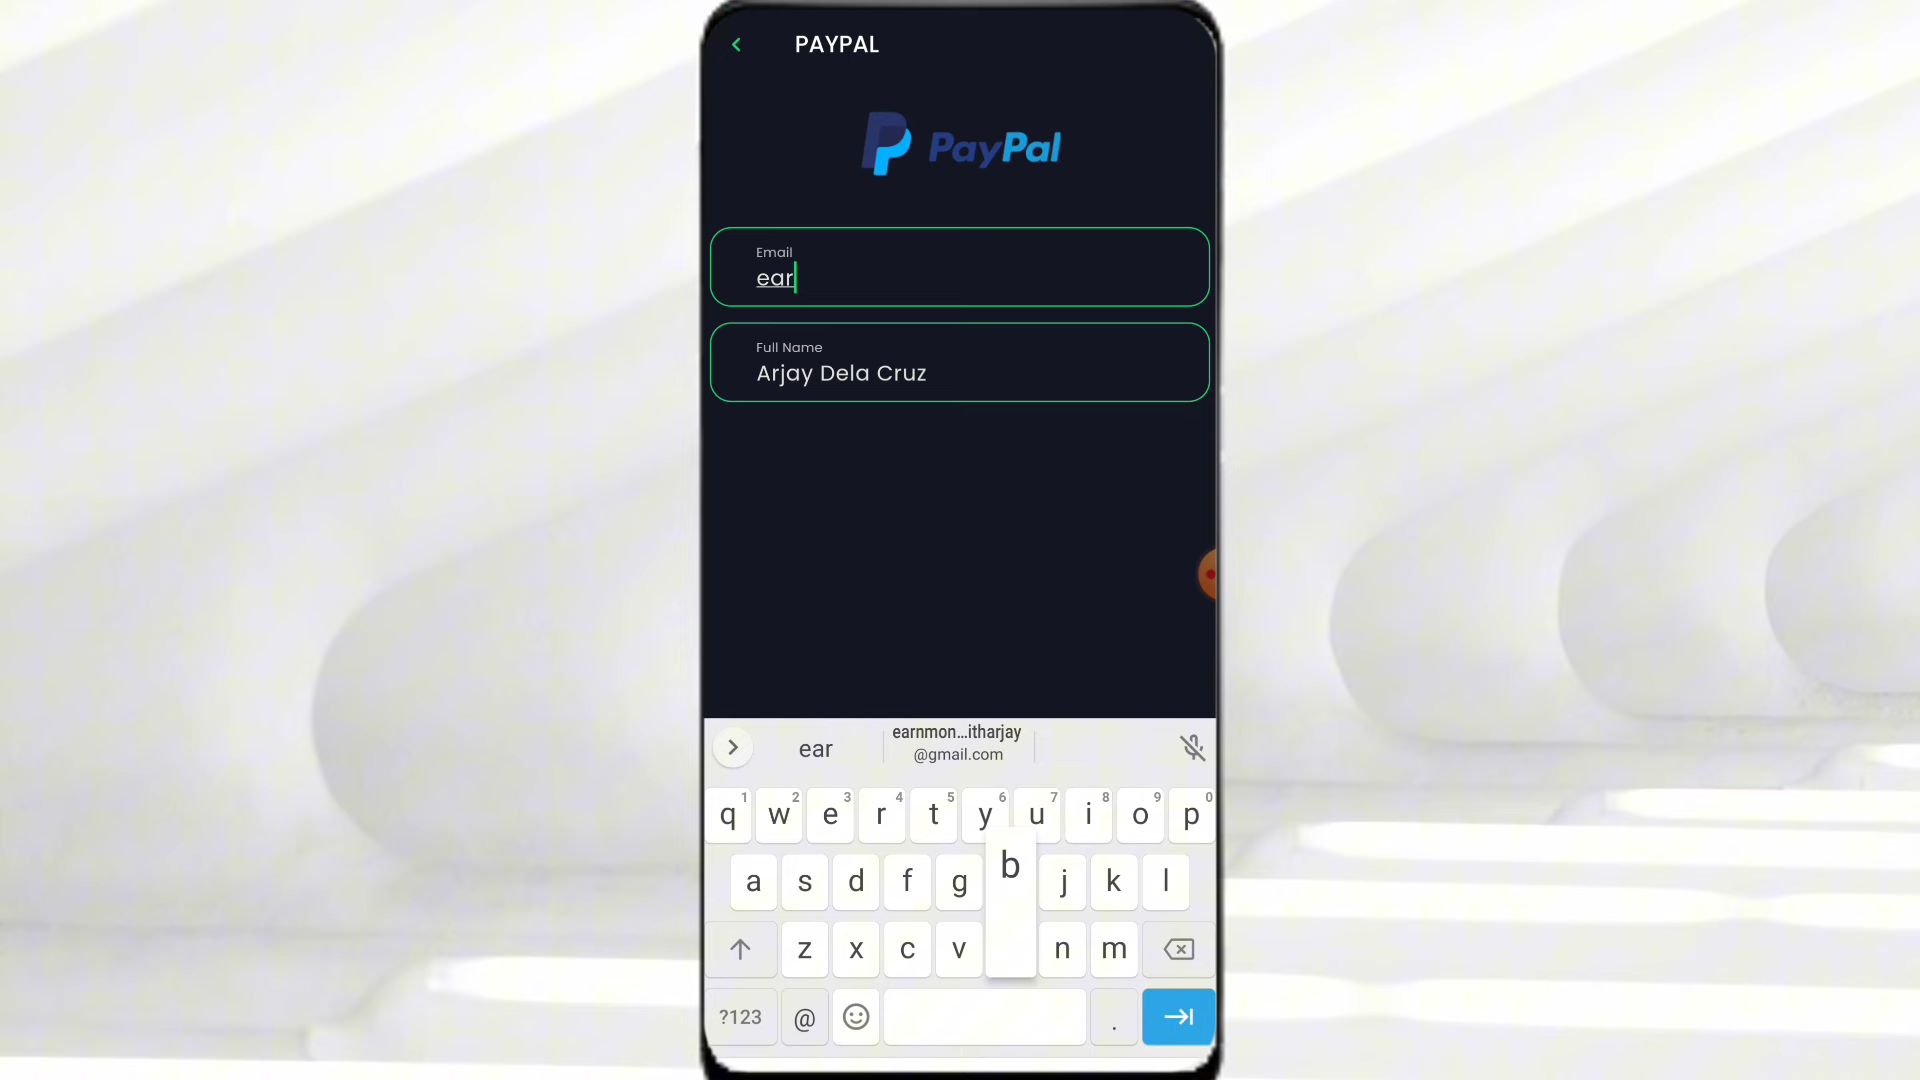 PAYPAL
PayPal
Email
ear
Full Name
Arjay Dela Cruz
ear
earnmon...itharjay
@gmail.com
q1 w2 e3 r4 t5 y6 u7 i8 o9 p0
a s d f g b j k l
z x c v n m
?123 @ .